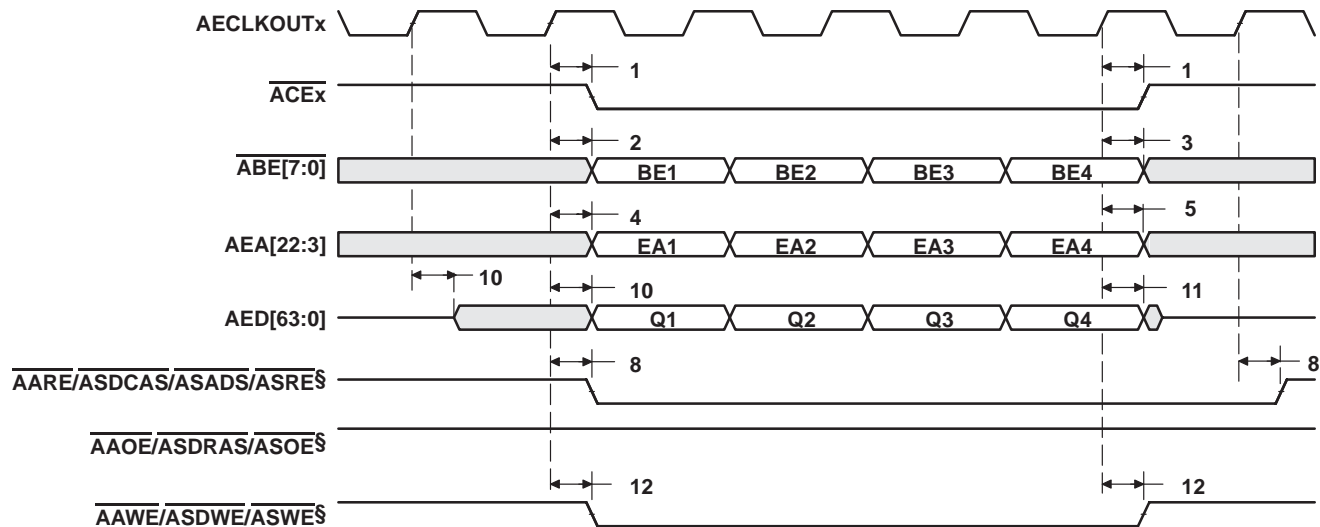 AECLKOUTx
1 1
ACEx
2 3
ABE[7:0] BE1 BE2 BE3 BE4
4 5
AEA[22:3] EA1 EA2 EA3 EA4
10 10 11
AED[63:0] Q1 Q2 Q3 Q4
8 8
AARE/ASDCAS/ASADS/ASRE§
AAOE/ASDRAS/ASOE§
12 12
AAWE/ASDWE/ASWE§